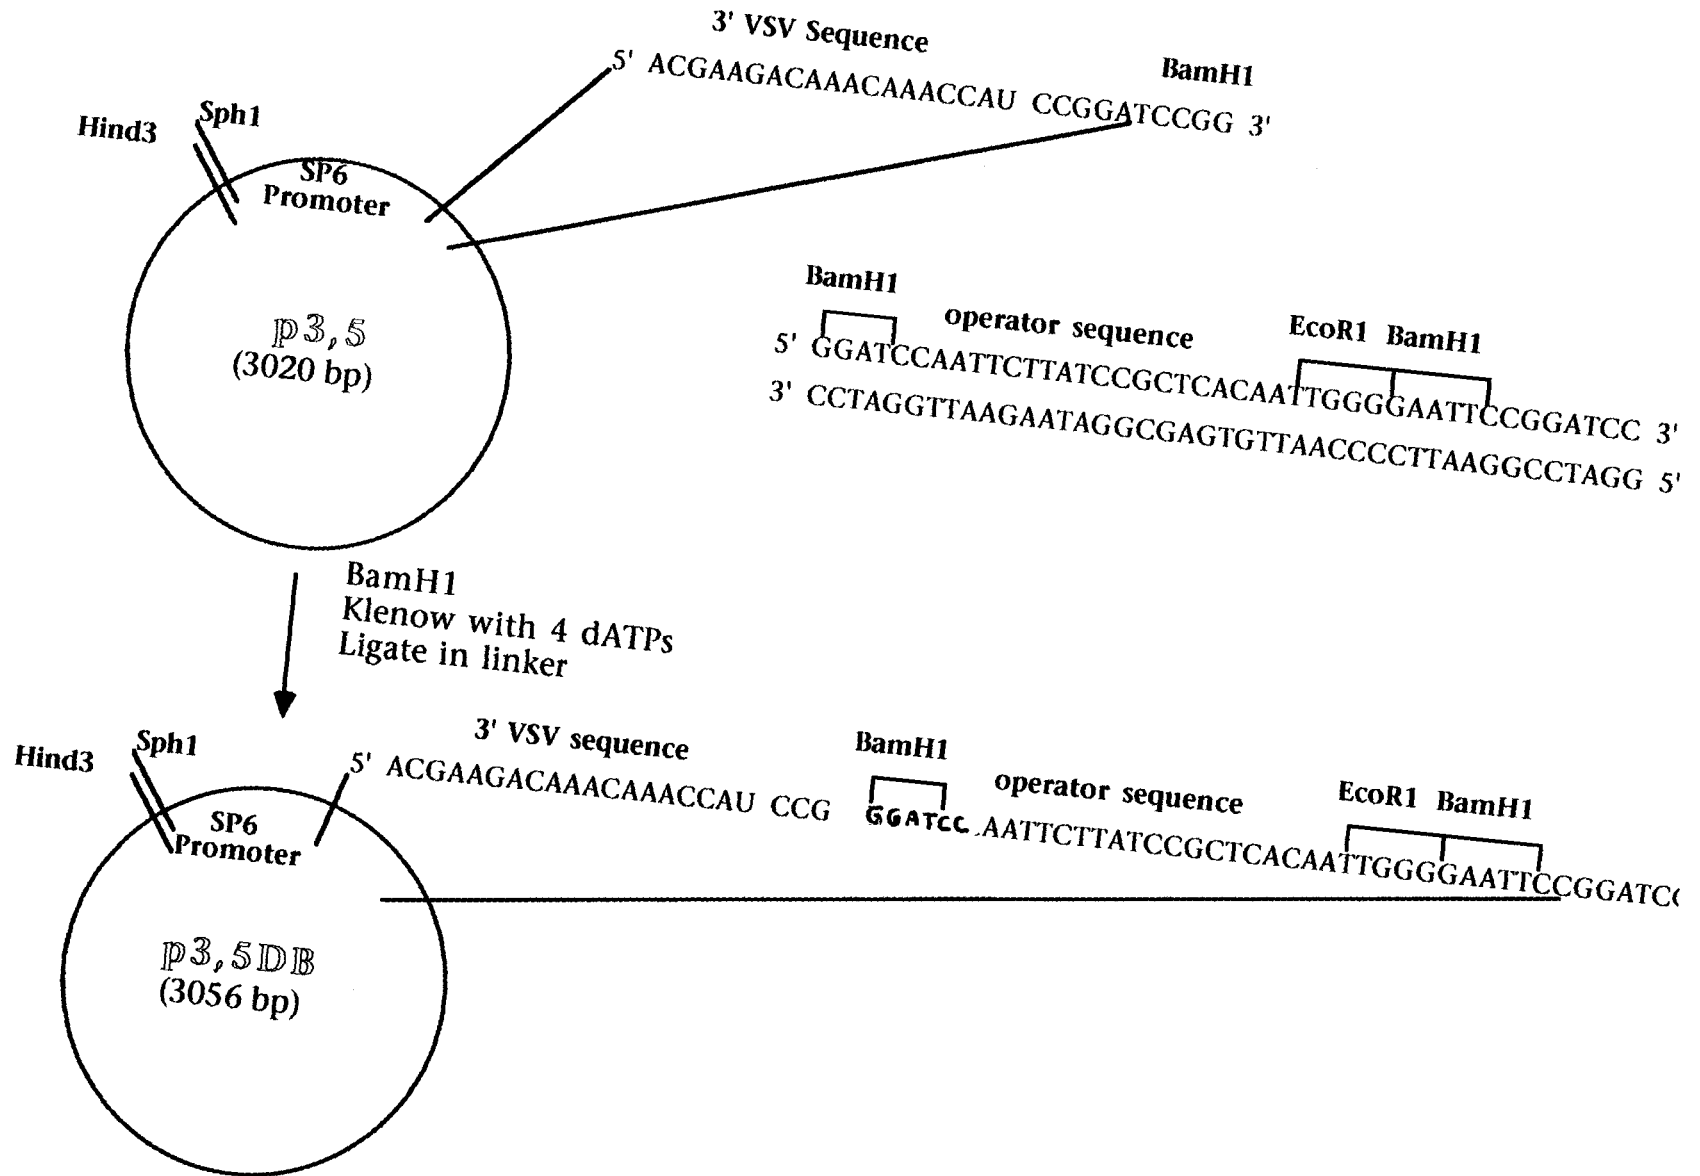 3' VSV Sequence
5' ACGAAGACAAACAAACCAU CCGGATCCGG 3'
BamH1
Hind3
Sph1
SP6
Promoter
p3,5
(3020 bp)
BamH1
operator sequence
EcoR1 BamH1
5' GGATCCAATTCTTATCCGCTCACAATTGGGGAATTCCGGATCC 3'
3' CCTAGGTTAAGAATAGGCGAGTGTTAACCCCTTAAGGCCTAGG 5'
BamH1
Klenow with 4 dATPs
Ligate in linker
Hind3
Sph1
SP6
Promoter
p3,5DB
(3056 bp)
3' VSV sequence
BamH1
operator sequence
EcoR1 BamH1
5' ACGAAGACAAACAAACCAU CCG GGATCC AATTCTTATCCGCTCACAATTGGGGAATTCCGGATCC